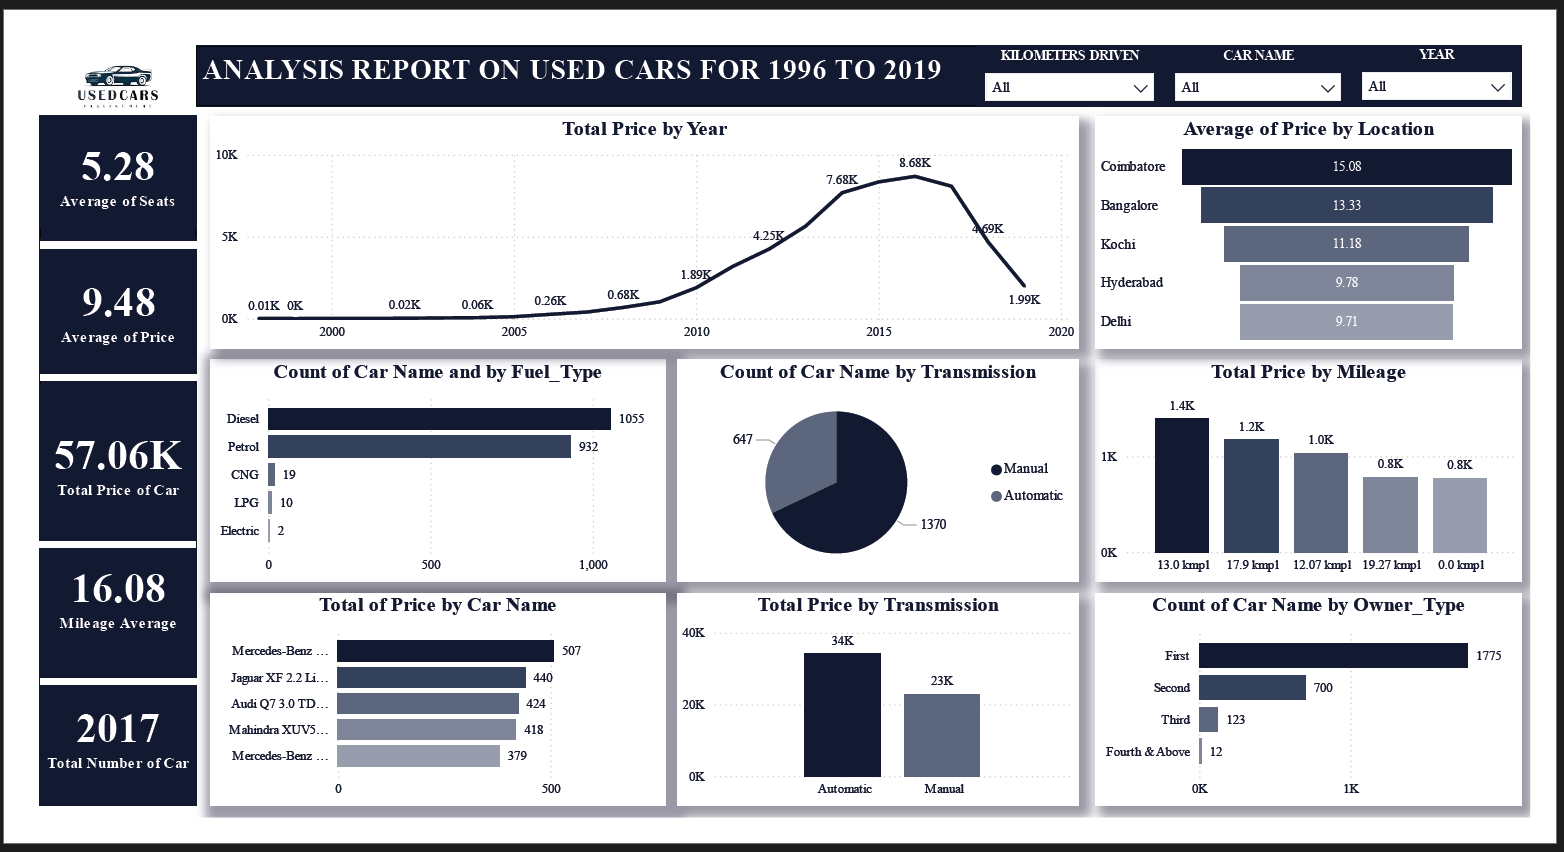 USEDCARS
ANALYSIS REPORT ON USED CARS FOR 1996 TO 2019
KILOMETERS DRIVEN
All
CAR NAME
All
YEAR
All
5.28
Average of Seats
9.48
Average of Price
57.06K
Total Price of Car
16.08
Mileage Average
2017
Total Number of Car
Total Price by Year
10K
5K
0K
0.01K
0K
0.02K
0.06K
0.26K
0.68K
1.89K
4.25K
7.68K
8.68K
4.69K
1.99K
2000
2005
2010
2015
2020
Average of Price by Location
Coimbatore 15.08
Bangalore 13.33
Kochi 11.18
Hyderabad 9.78
Delhi 9.71
Count of Car Name and by Fuel_Type
Diesel 1055
Petrol 932
CNG 19
LPG 10
Electric 2
0 500 1,000
Count of Car Name by Transmission
647
1370
Manual
Automatic
Total Price by Mileage
1K
0K
1.4K
1.2K
1.0K
0.8K
0.8K
13.0 kmpl
17.9 kmpl
12.07 kmpl
19.27 kmpl
0.0 kmpl
Total of Price by Car Name
Mercedes-Benz ... 507
Jaguar XF 2.2 Li... 440
Audi Q7 3.0 TD... 424
Mahindra XUV5... 418
Mercedes-Benz ... 379
0 500
Total Price by Transmission
40K
20K
0K
34K
23K
Automatic
Manual
Count of Car Name by Owner_Type
First 1775
Second 700
Third 123
Fourth & Above 12
0K 1K